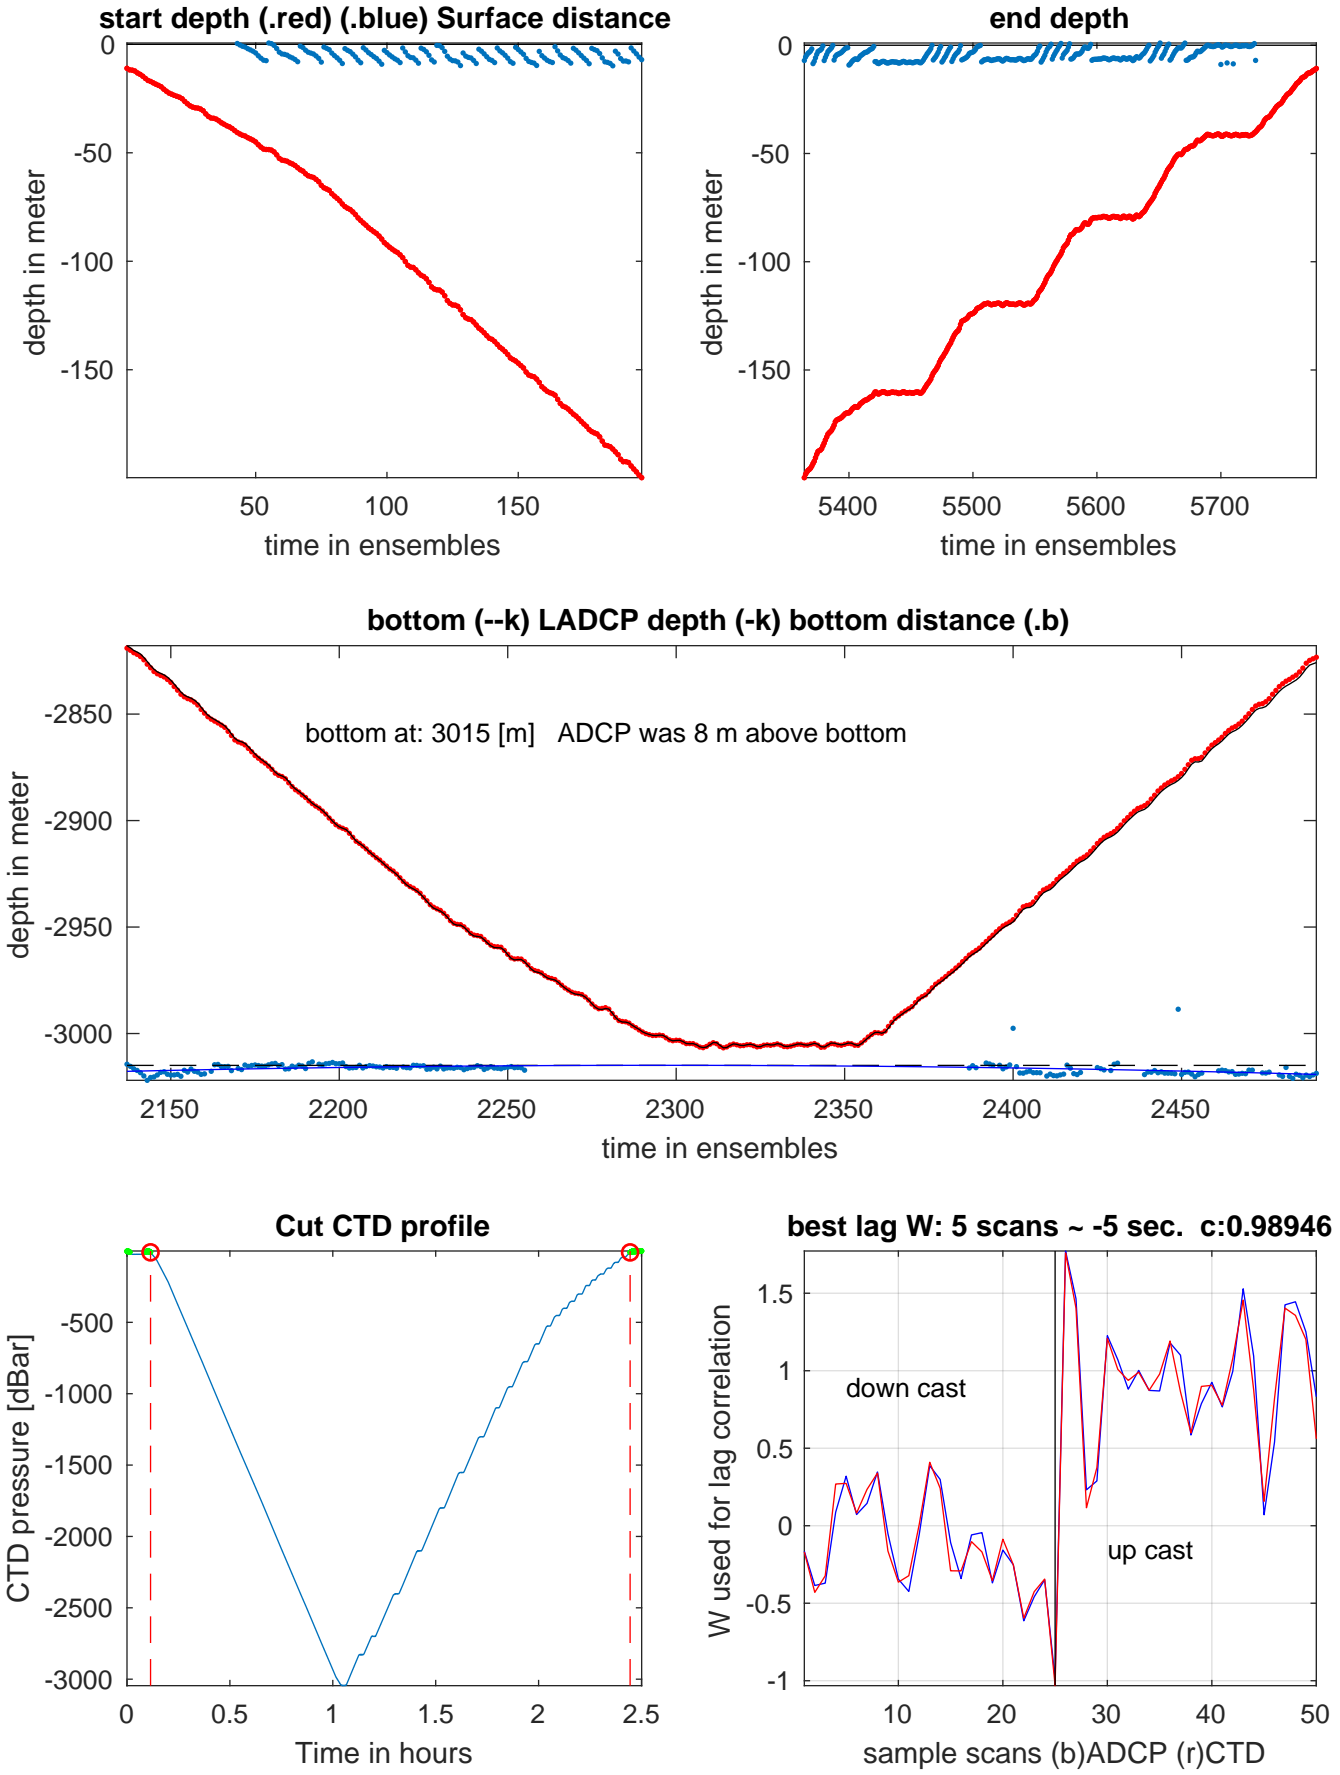 start depth (.red) (.blue) Surface distance
0
-50
-100
-150
depth in meter
50
100
150
time in ensembles
end depth
0
-50
-100
-150
depth in meter
5400
5500
5600
5700
time in ensembles
bottom (--k) LADCP depth (-k) bottom distance (.b)
bottom at: 3015 [m]   ADCP was 8 m above bottom
-2850
-2900
-2950
-3000
depth in meter
2150
2200
2250
2300
2350
2400
2450
time in ensembles
Cut CTD profile
-500
-1000
-1500
-2000
-2500
-3000
CTD pressure [dBar]
0
0.5
1
1.5
2
2.5
Time in hours
best lag W: 5 scans ~ -5 sec.  c:0.98946
1.5
1
0.5
0
-0.5
-1
W used for lag correlation
down cast
up cast
10
20
30
40
50
sample scans (b)ADCP (r)CTD